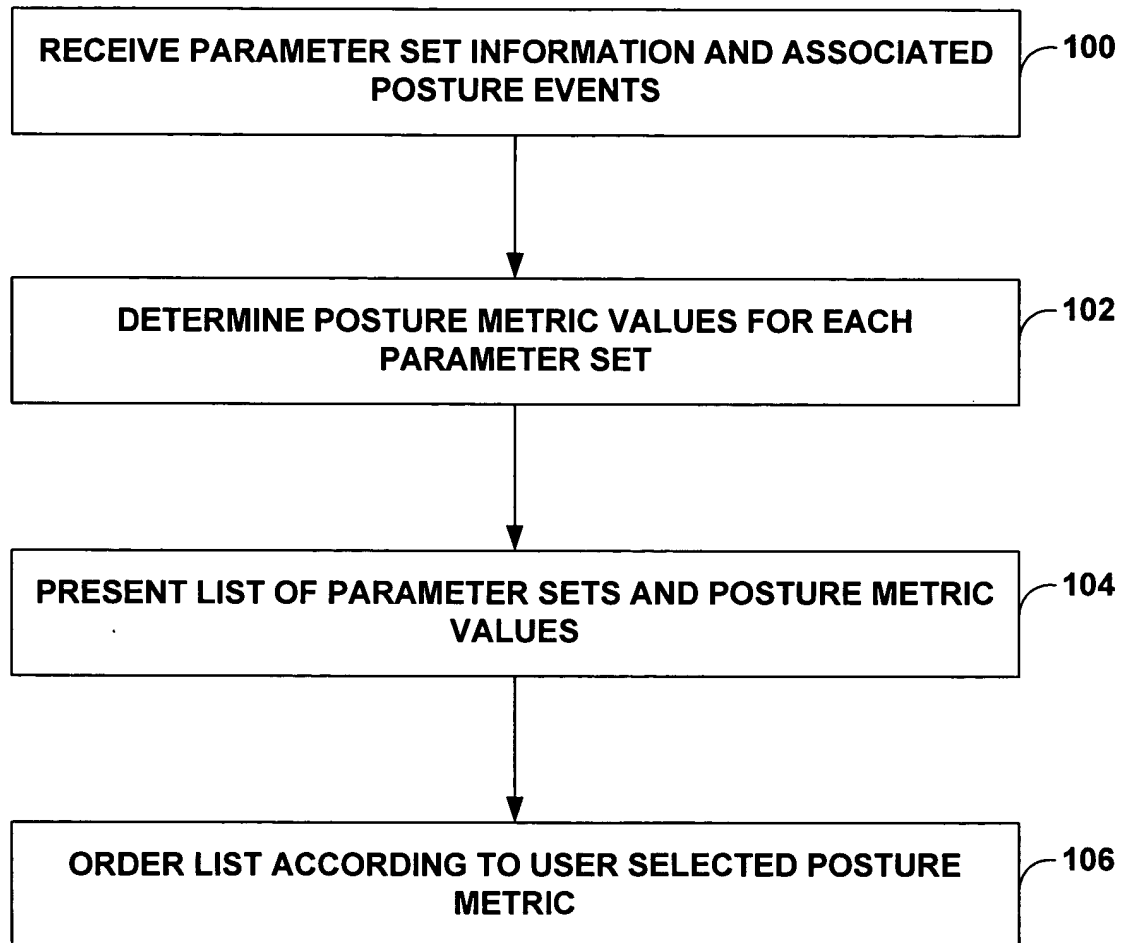 RECEIVE PARAMETER SET INFORMATION AND ASSOCIATED
POSTURE EVENTS
100
DETERMINE POSTURE METRIC VALUES FOR EACH
PARAMETER SET
102
PRESENT LIST OF PARAMETER SETS AND POSTURE METRIC
VALUES
104
ORDER LIST ACCORDING TO USER SELECTED POSTURE
METRIC
106